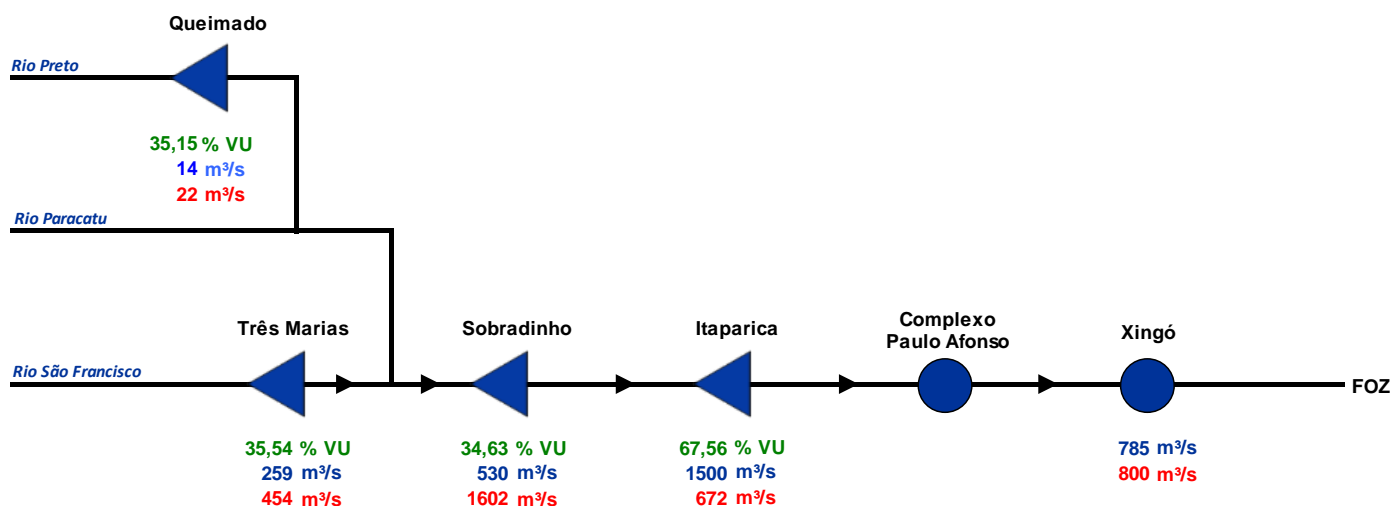 Queimado
Rio Preto
35,15 % VU
14 m³/s
22 m³/s
Rio Paracatu
Três Marias
Sobradinho
Itaparica
Complexo
Paulo Afonso
Xingó
Rio São Francisco
FOZ
35,54 % VU
259 m³/s
454 m³/s
34,63 % VU
530 m³/s
1602 m³/s
67,56 % VU
1500 m³/s
672 m³/s
785 m³/s
800 m³/s